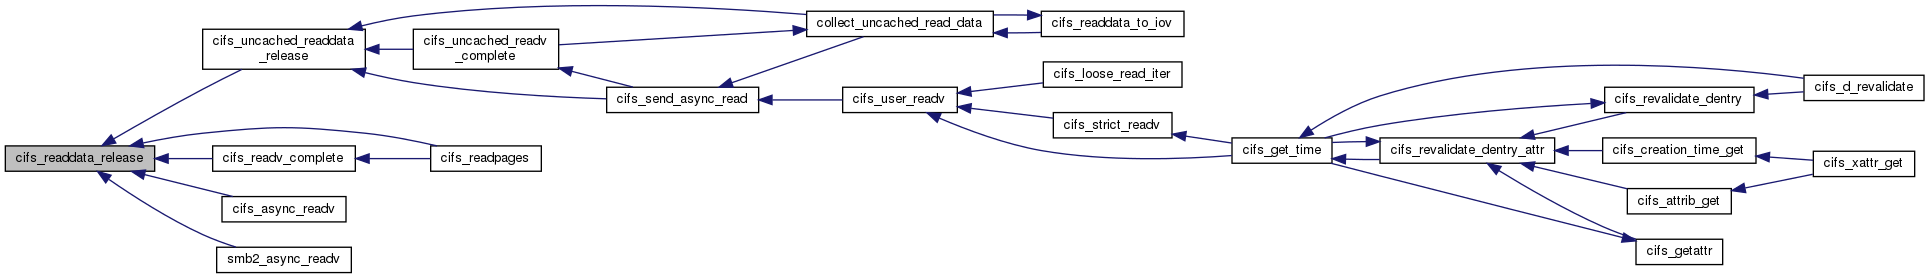 cifs_readdata_release
cifs_uncached_readdata
_release
cifs_readv_complete
cifs_async_readv
smb2_async_readv
cifs_uncached_readv
_complete
cifs_readpages
cifs_send_async_read
collect_uncached_read_data
cifs_user_readv
cifs_readdata_to_iov
cifs_loose_read_iter
cifs_strict_readv
cifs_get_time
cifs_revalidate_dentry_attr
cifs_revalidate_dentry
cifs_creation_time_get
cifs_attrib_get
cifs_getattr
cifs_d_revalidate
cifs_xattr_get